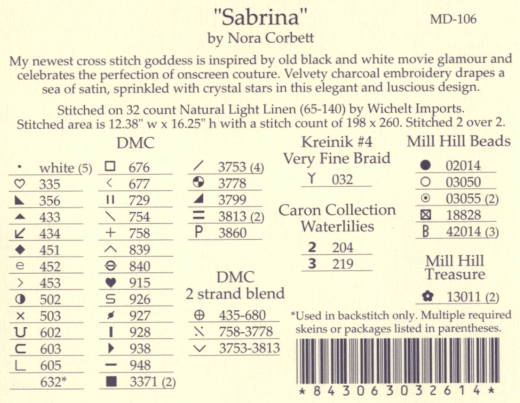 "Sabrina"
MD-106
by Nora Corbett
My newest cross stitch goddess is inspired by old black and white movie glamour and
celebrates the perfection of onscreen couture. Velvety charcoal embroidery drapes a
sea of satin, sprinkled with crystal stars in this elegant and luscious design.
Stitched on 32 count Natural Light Linen (65-140) by Wichelt Imports.
Stitched area is 12.38" w x 16.25" h with a stitch count of 198 x 260. Stitched 2 over 2.
DMC
• white (5)
♡ 335
◣ 356
▲ 433
↙ 434
◆ 451
e 452
> 453
◑ 502
× 503
U 602
⊏ 603
L 605
632*
☐ 676
< 677
II 729
\ 754
+ 758
^ 839
⊖ 840
♥ 915
S 926
927
I 928
▶ 938
— 948
■ 3371 (2)
/ 3753 (4)
3778
◢ 3799
= 3813 (2)
P 3860
DMC
2 strand blend
⊕ 435-680
758-3778
∨ 3753-3813
Kreinik #4
Very Fine Braid
Y 032
Caron Collection
Waterlilies
2 204
3 219
Mill Hill Beads
● 02014
○ 03050
⊙ 03055 (2)
⊠ 18828
B 42014 (3)
Mill Hill
Treasure
✿ 13011 (2)
*Used in backstitch only. Multiple required
skeins or packages listed in parentheses.
*843063032614*